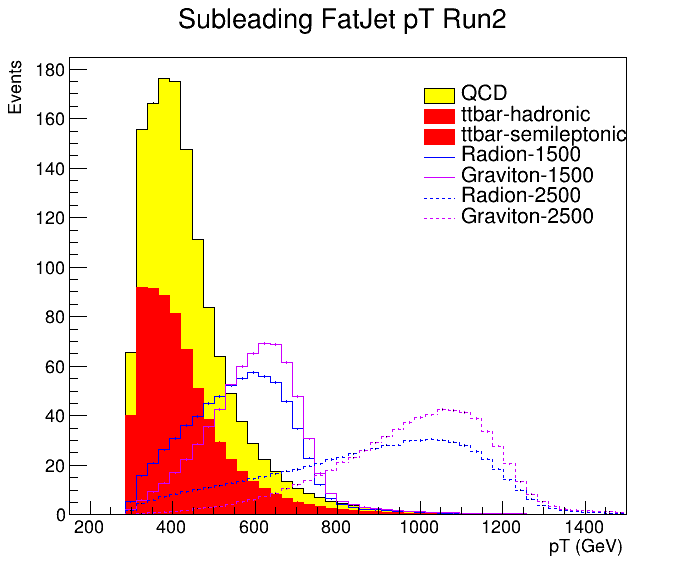 Subleading FatJet pT Run2
Events
180
160
140
120
100
80
60
40
20
0
QCD
ttbar-hadronic
ttbar-semileptonic
Radion-1500
Graviton-1500
Radion-2500
Graviton-2500
200 400 600 800 1000 1200 1400
pT (GeV)